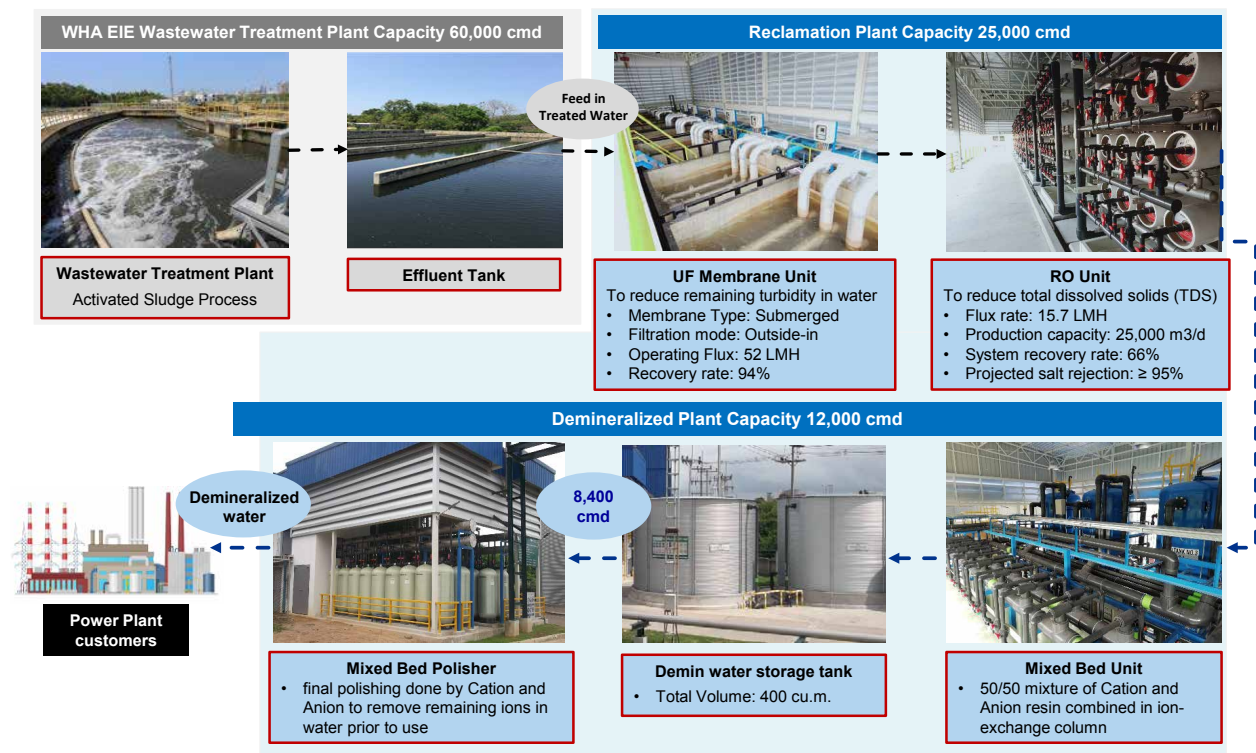 WHA EIE Wastewater Treatment Plant Capacity 60,000 cmd
Reclamation Plant Capacity 25,000 cmd
Feed in
Treated Water
Wastewater Treatment Plant
Activated Sludge Process
Effluent Tank
UF Membrane Unit
To reduce remaining turbidity in water
• Membrane Type: Submerged
• Filtration mode: Outside-in
• Operating Flux: 52 LMH
• Recovery rate: 94%
RO Unit
To reduce total dissolved solids (TDS)
• Flux rate: 15.7 LMH
• Production capacity: 25,000 m3/d
• System recovery rate: 66%
• Projected salt rejection: ≥ 95%
Demineralized Plant Capacity 12,000 cmd
Demineralized
water
8,400
cmd
Power Plant
customers
Mixed Bed Polisher
• final polishing done by Cation and
Anion to remove remaining ions in
water prior to use
Demin water storage tank
• Total Volume: 400 cu.m.
Mixed Bed Unit
• 50/50 mixture of Cation and
Anion resin combined in ion-
exchange column